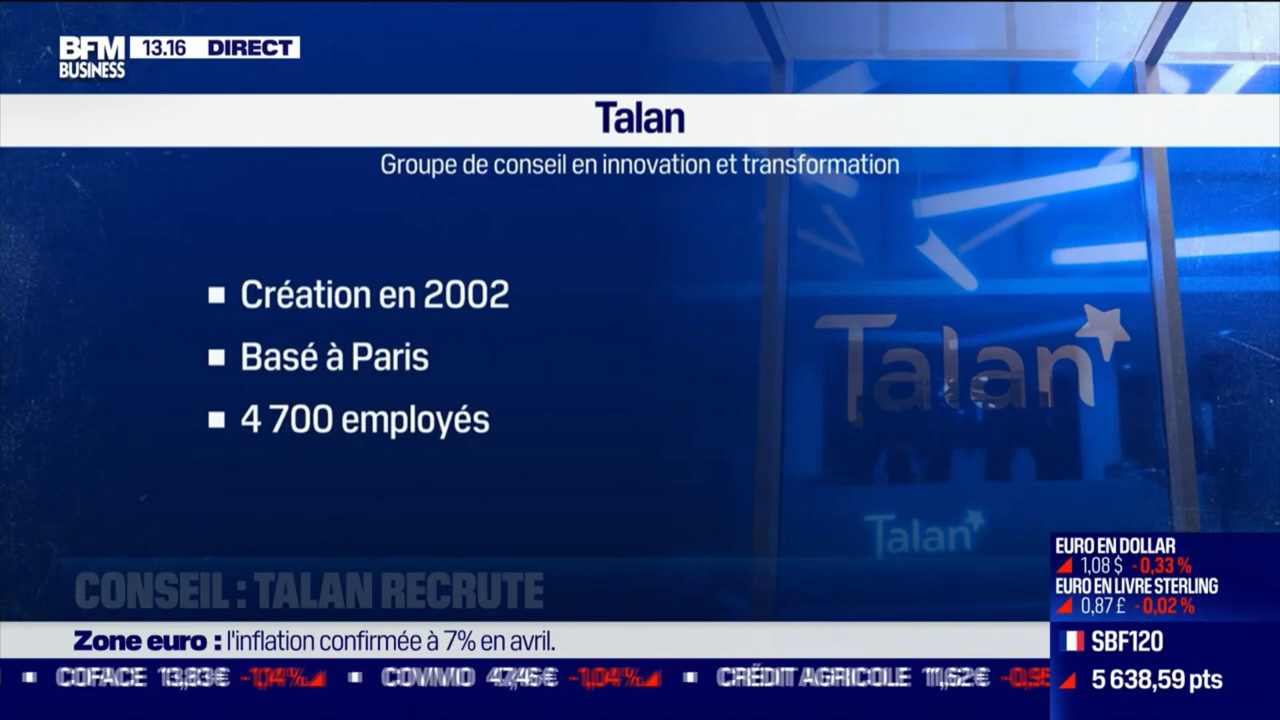 BFM
BUSINESS
13.16 DIRECT
Talan
Groupe de conseil en innovation et transformation
Création en 2002
Basé à Paris
4 700 employés
Talan
Talan
CONSEIL : TALAN RECRUTE
Zone euro : l'inflation confirmée à 7% en avril.
EURO EN DOLLAR
1,08 $ -0,33 %
EURO EN LIVRE STERLING
0,87 £ -0,02 %
SBF120
5 638,59 pts
COFACE 13,83€ -1,14% COVIVIO 47,46€ -1,04% CRÉDIT AGRICOLE 11,62€